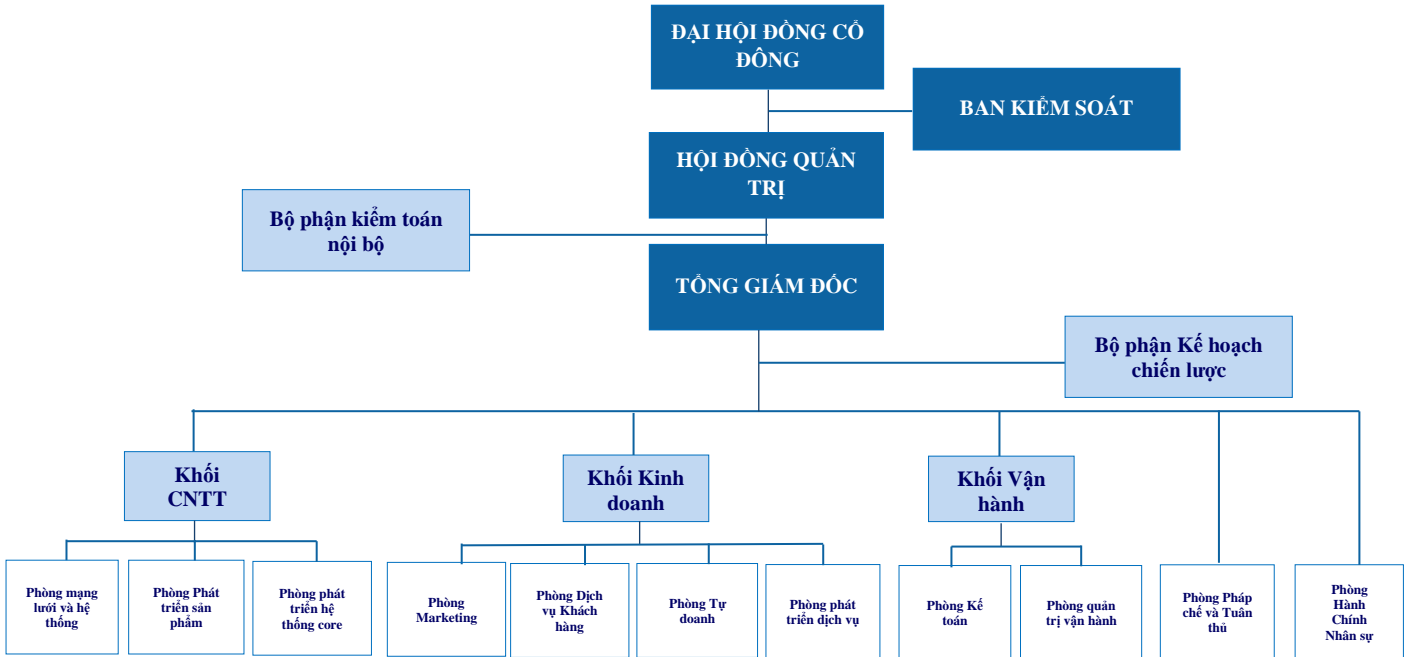 ĐẠI HỘI ĐỒNG CỔ
ĐÔNG
BAN KIỂM SOÁT
HỘI ĐỒNG QUẢN
TRỊ
Bộ phận kiểm toán
nội bộ
TỔNG GIÁM ĐỐC
Bộ phận Kế hoạch
chiến lược
Khối
CNTT
Khối Kinh
doanh
Khối Vận
hành
Phòng mạng
lưới và hệ
thống
Phòng Phát
triển sản
phẩm
Phòng phát
triển hệ
thống core
Phòng
Marketing
Phòng Dịch
vụ Khách
hàng
Phòng Tự
doanh
Phòng phát
triển dịch vụ
Phòng Kế
toán
Phòng quản
trị vận hành
Phòng Pháp
chế và Tuân
thủ
Phòng
Hành
Chính
Nhân sự